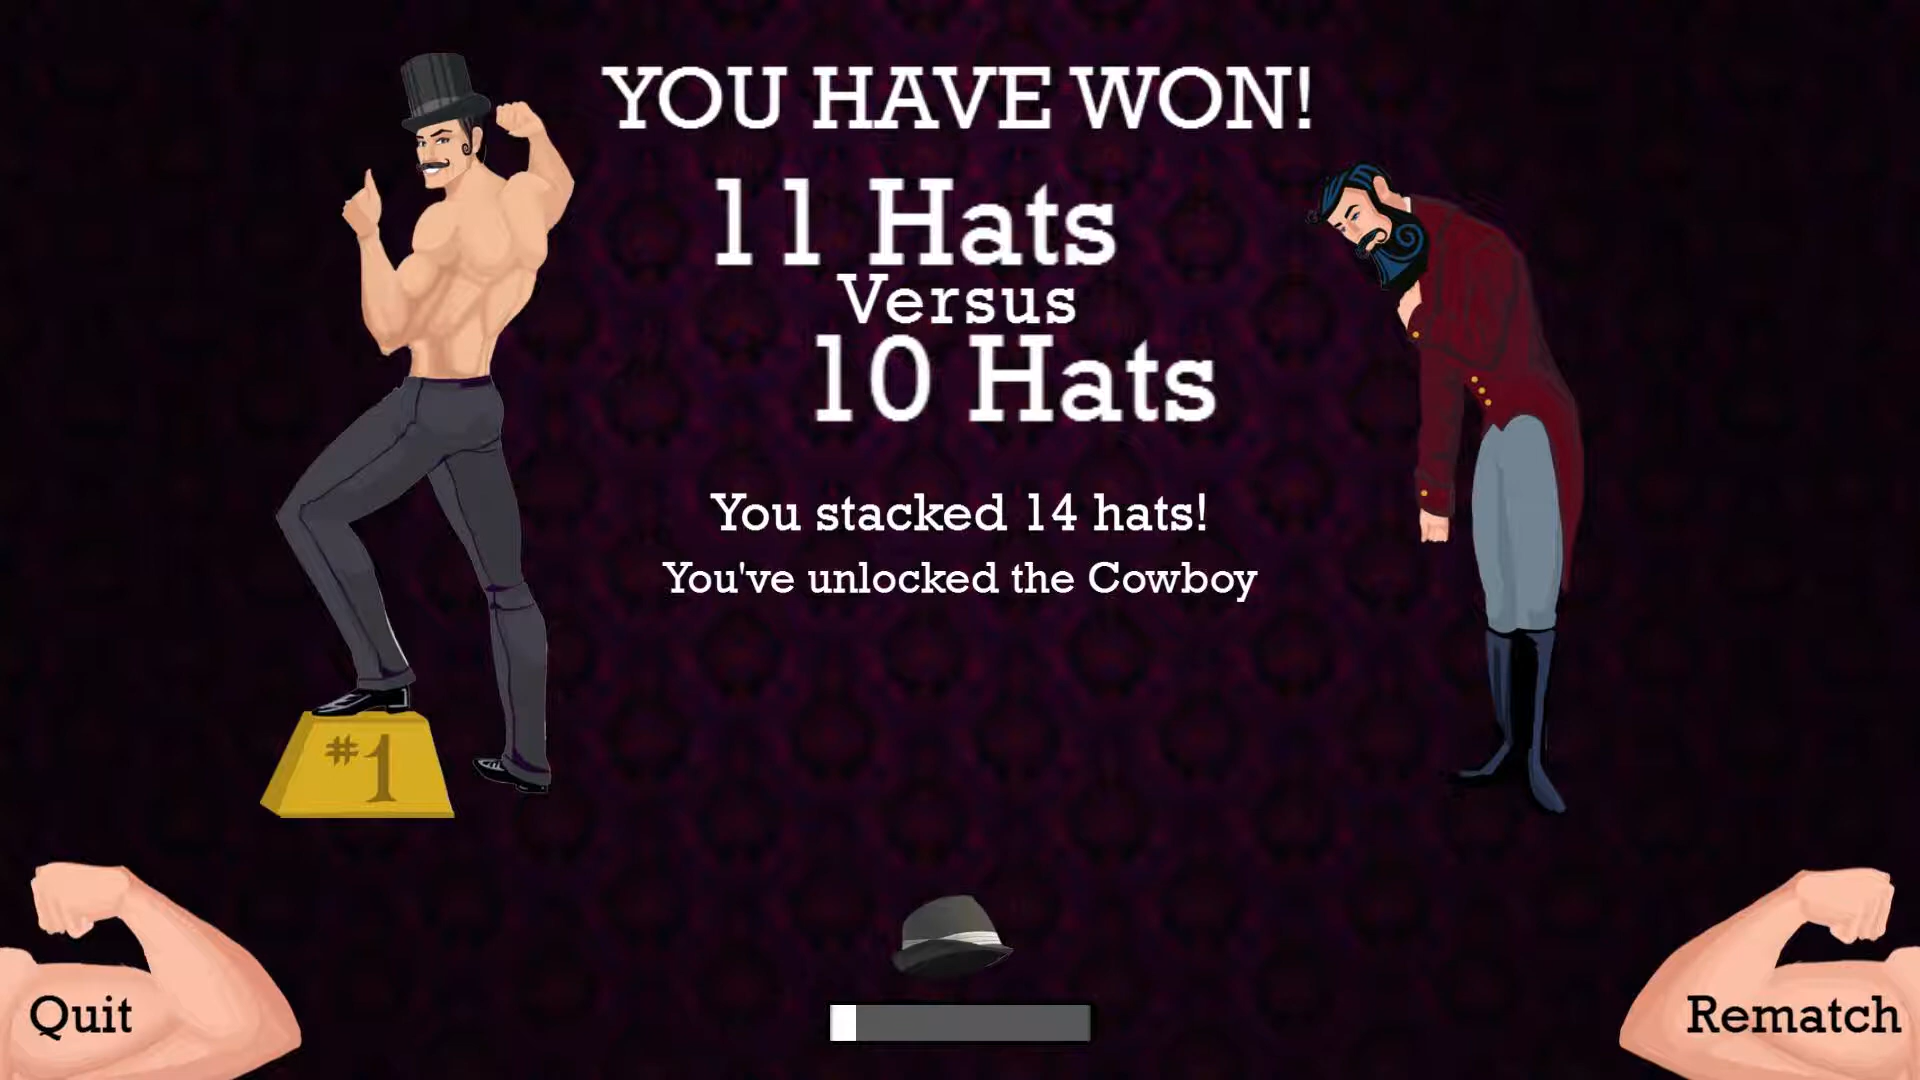 YOU HAVE WON!
11 Hats
Versus
10 Hats
You stacked 14 hats!
You've unlocked the Cowboy
#1
Quit
Rematch